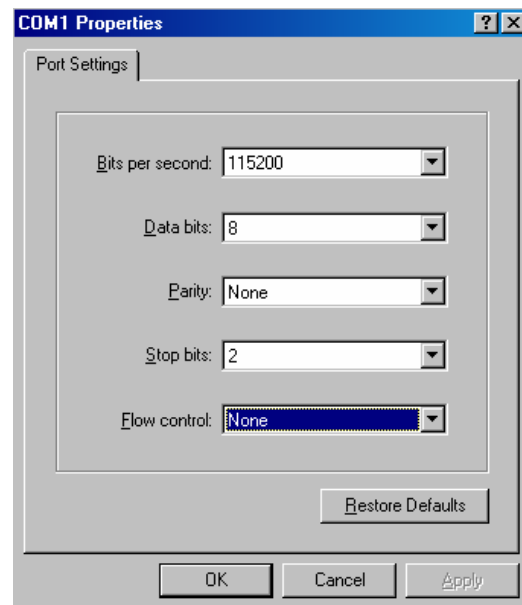 COM1 Properties
Port Settings
Bits per second: 115200
Data bits: 8
Parity: None
Stop bits: 2
Flow control: None
Restore Defaults
OK Cancel Apply